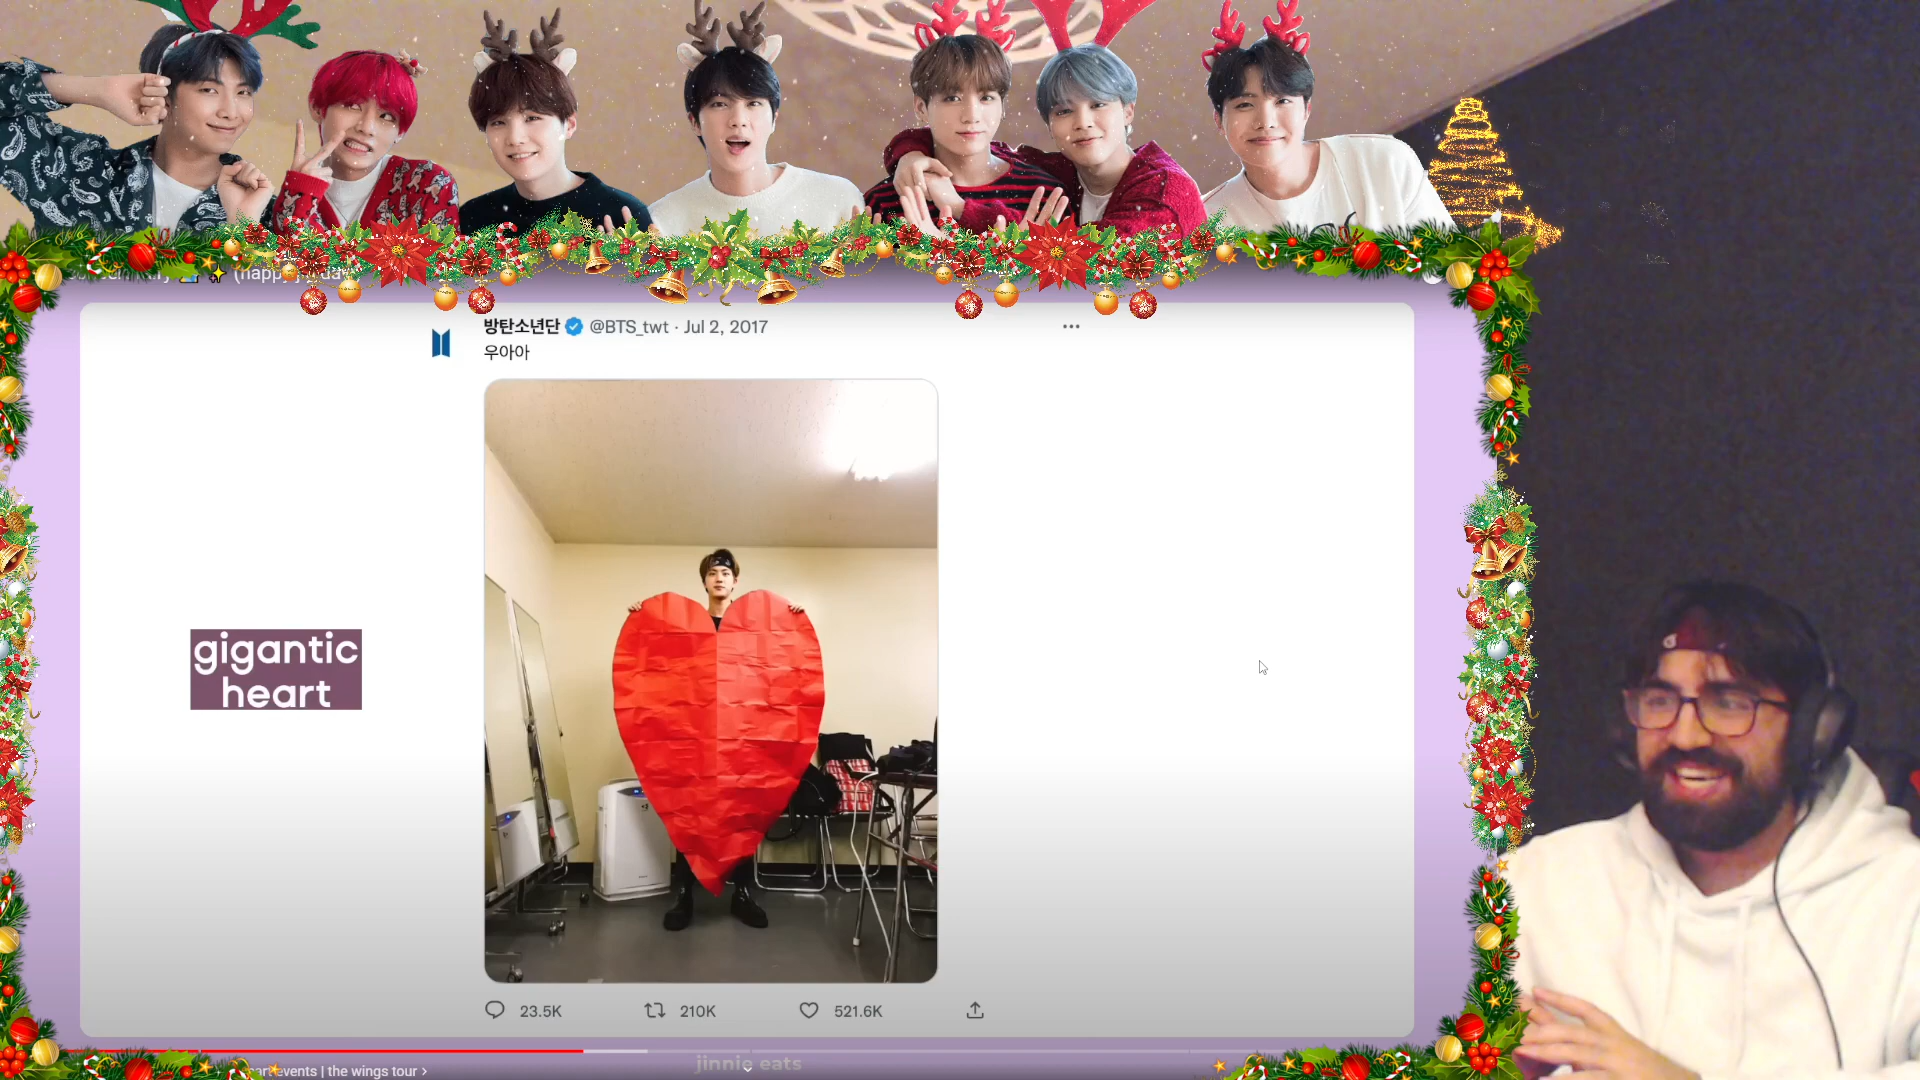 (happy
방탄소년단 @BTS_twt · Jul 2, 2017
우아아
gigantic
heart
23.5K 210K 521.6K
jinnie eats
events | the wings tour ›